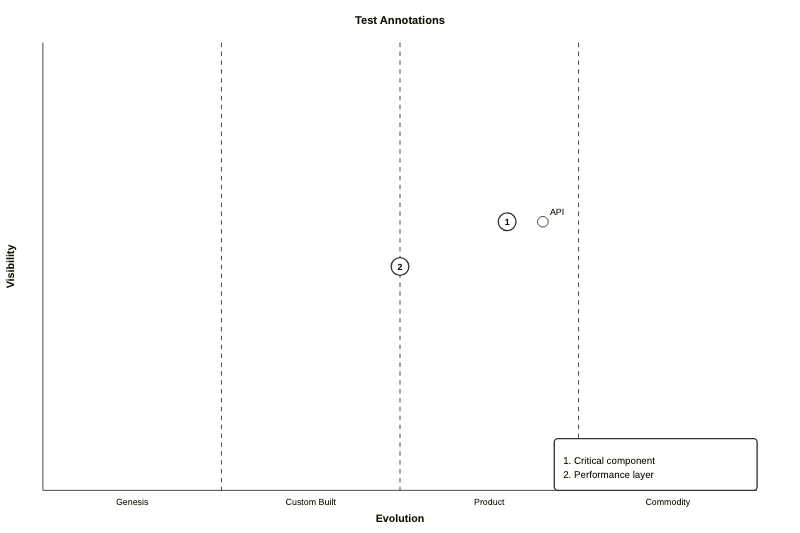 Test Annotations
API
1
2
Visibility
1. Critical component
2. Performance layer
Genesis
Custom Built
Product
Commodity
Evolution